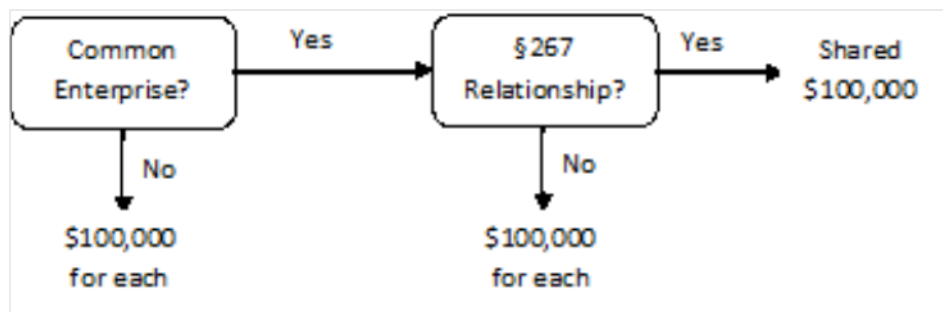 Common
Enterprise?
Yes
§267
Relationship?
Yes
Shared
$100,000
No
$100,000
for each
No
$100,000
for each